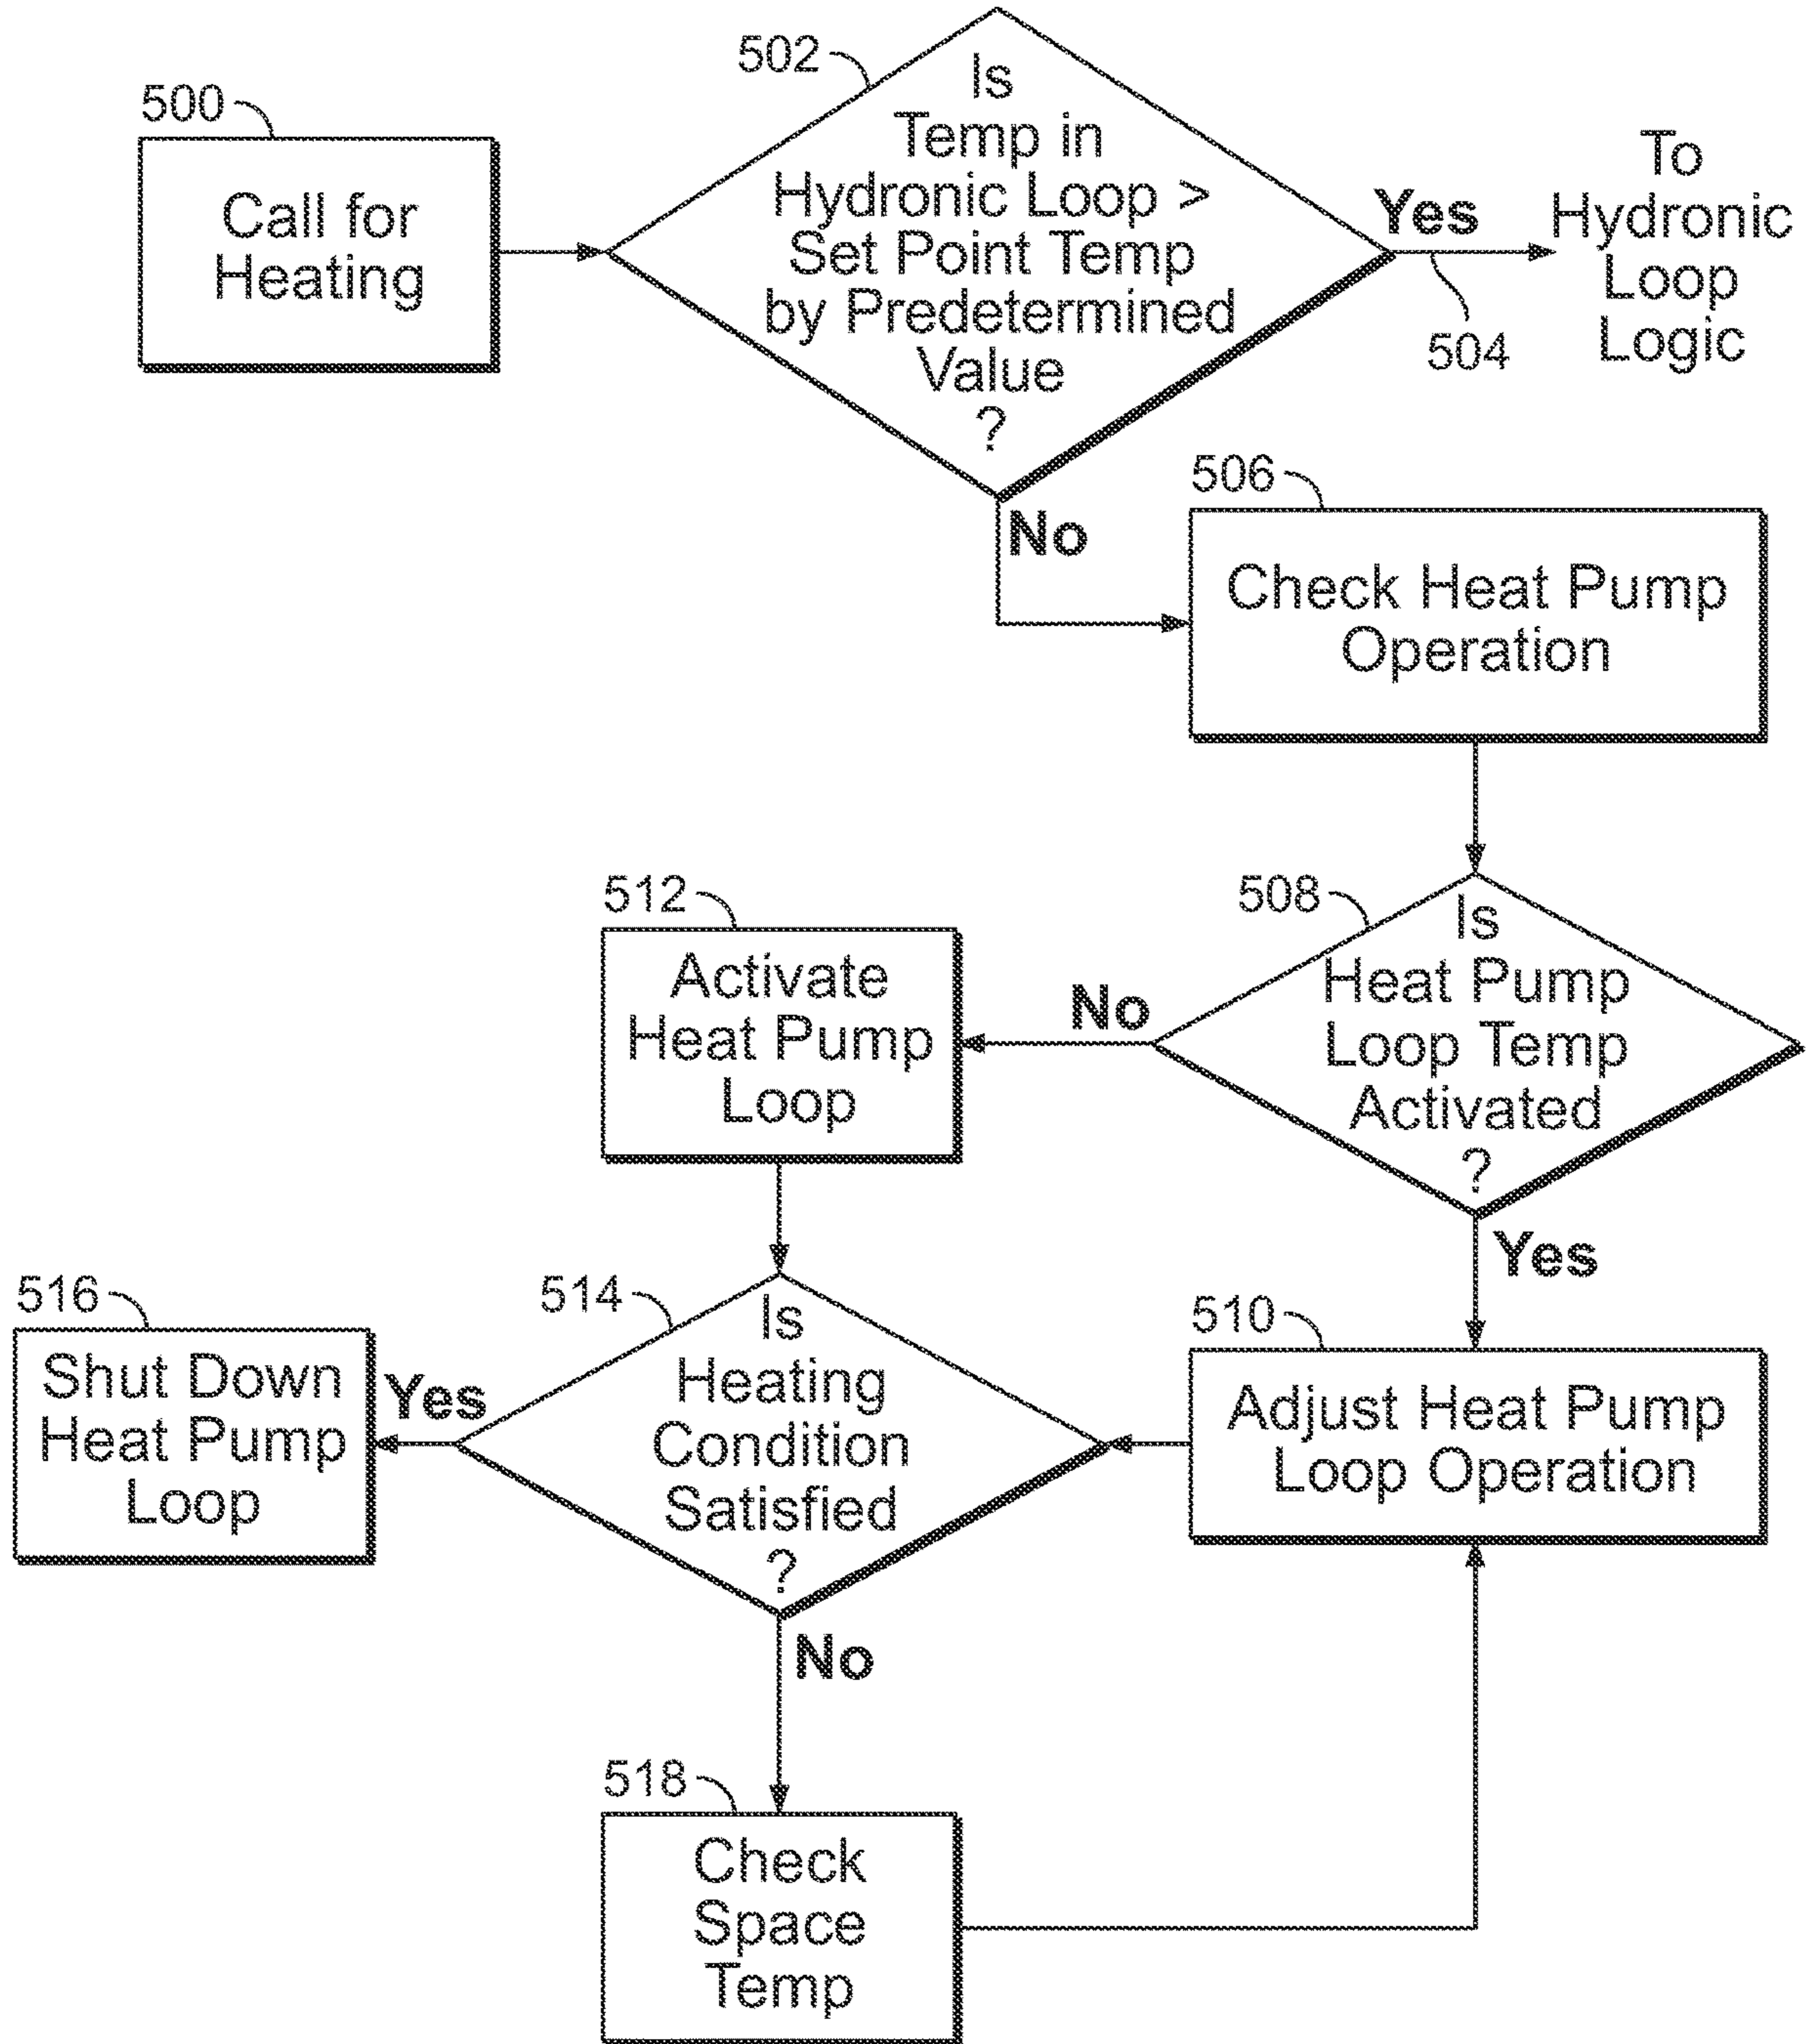 500
Call for
Heating
502
Is
Temp in
Hydronic Loop >
Set Point Temp
by Predetermined
Value
?
Yes
504
To
Hydronic
Loop
Logic
No
506
Check Heat Pump
Operation
508
Is
Heat Pump
Loop Temp
Activated
?
No
Yes
512
Activate
Heat Pump
Loop
510
Adjust Heat Pump
Loop Operation
514
Is
Heating
Condition
Satisfied
?
Yes
No
516
Shut Down
Heat Pump
Loop
518
Check
Space
Temp